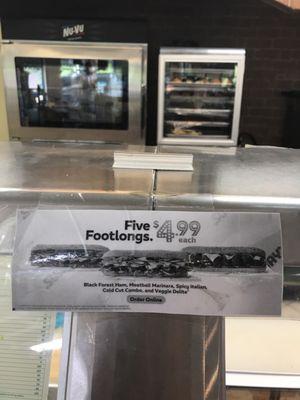 NU-VU
Five
Footlongs.
$4.99
each
Black Forest Ham, Meatball Marinara, Spicy Italian,
Cold Cut Combo, and Veggie Delite®
Order Online